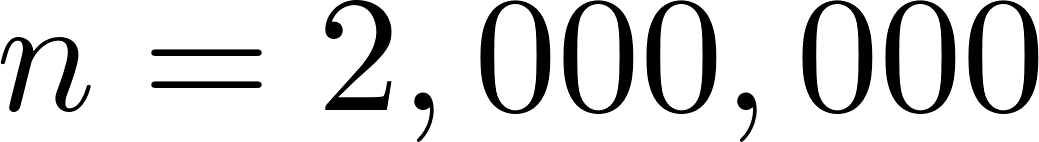 n = 2,000,000